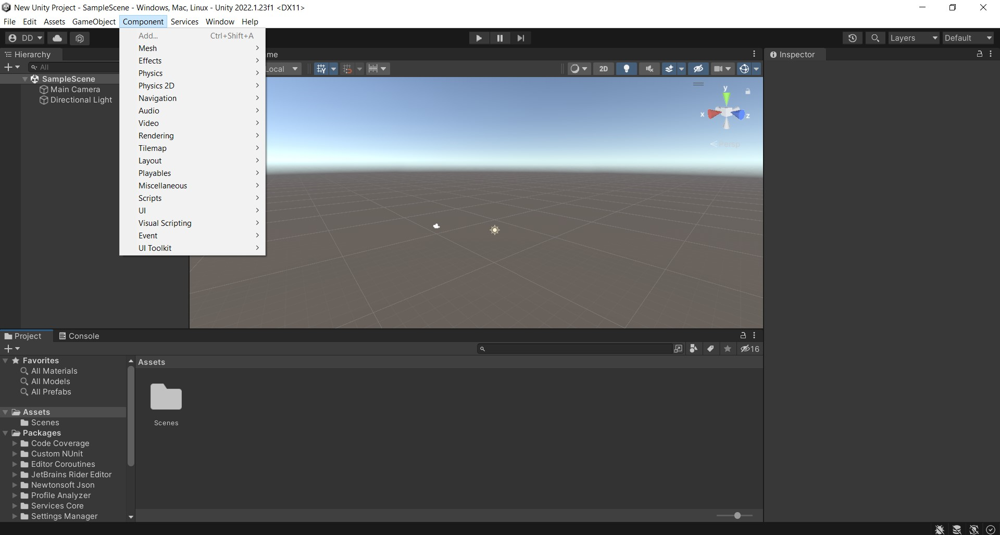 New Unity Project - SampleScene - Windows, Mac, Linux - Unity 2022.1.23f1 <DX11>
File Edit Assets GameObject Component Services Window Help
DD
Layers
Default
Add... Ctrl+Shift+A
Mesh
Effects
Physics
Physics 2D
Navigation
Audio
Video
Rendering
Tilemap
Layout
Playables
Miscellaneous
Scripts
UI
Visual Scripting
Event
UI Toolkit
Hierarchy
All
SampleScene
Main Camera
Directional Light
me
Local
2D
y
x
z
Persp
Inspector
Project
Console
16
Favorites
All Materials
All Models
All Prefabs
Assets
Scenes
Packages
Code Coverage
Custom NUnit
Editor Coroutines
JetBrains Rider Editor
Newtonsoft Json
Profile Analyzer
Services Core
Settings Manager
Assets
Scenes